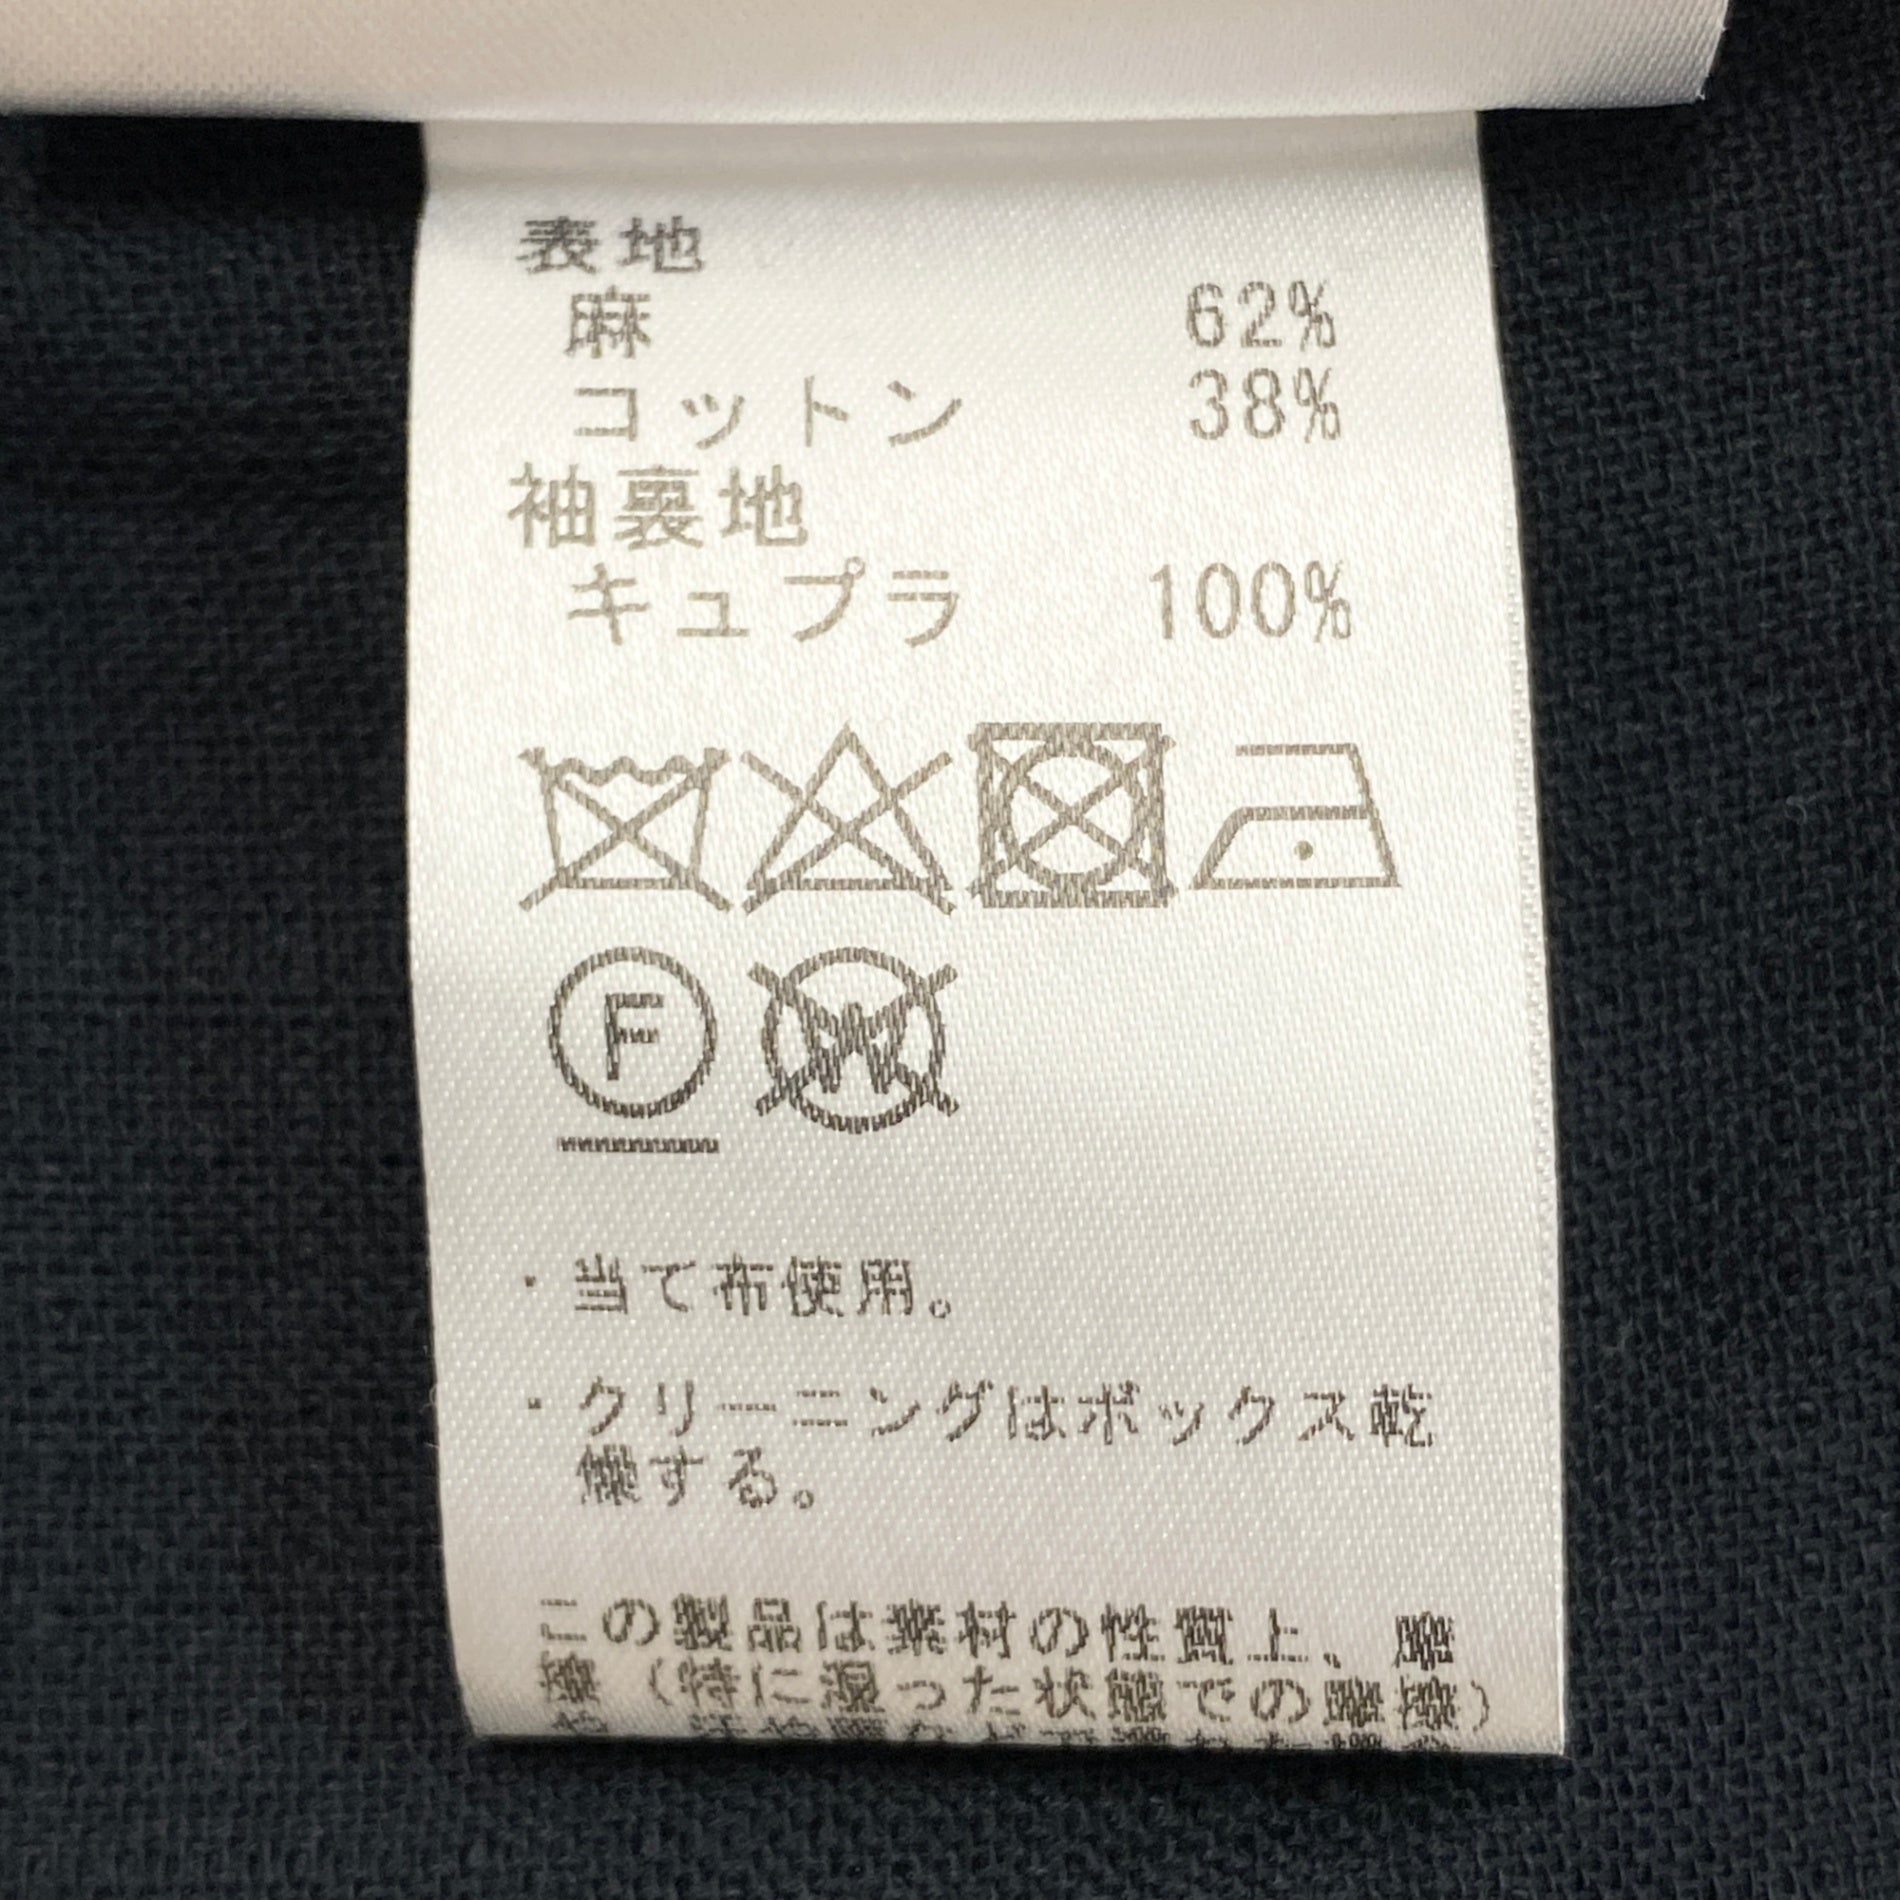 表地
麻 62%
コットン 38%
袖裏地
キュプラ 100%
F
W
・当て布使用。
・クリーニングはボックス乾
燥する。
この製品は素材の性質上、摩
擦（特に湿った状態での摩擦）